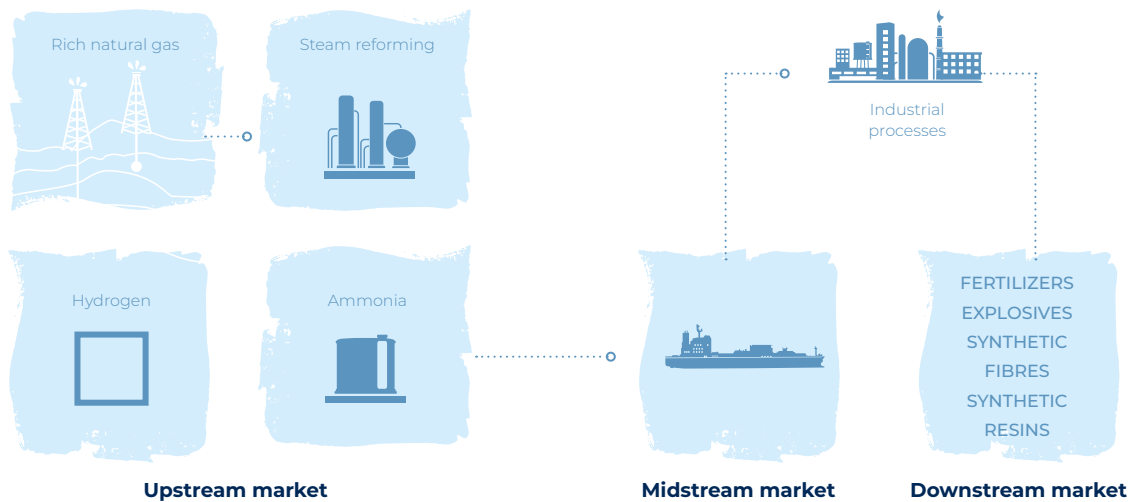 Rich natural gas
Steam reforming
Industrial
processes
Hydrogen
Ammonia
FERTILIZERS
EXPLOSIVES
SYNTHETIC
FIBRES
SYNTHETIC
RESINS
Upstream market
Midstream market
Downstream market